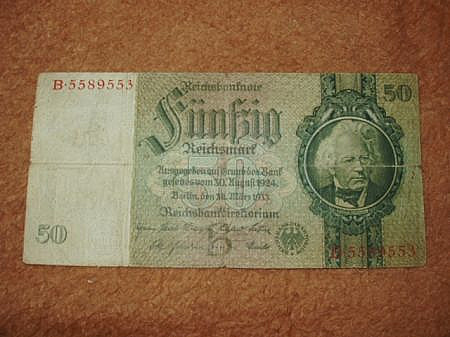 B·5589553
Reichsbanknote
50
Fünfzig
Reichsmark
Ausgegeben auf Grund des Bank
gesetzes vom 30. August 1924
Berlin, den 30. März 1933
Reichsbankdirektorium
50
B·5589553